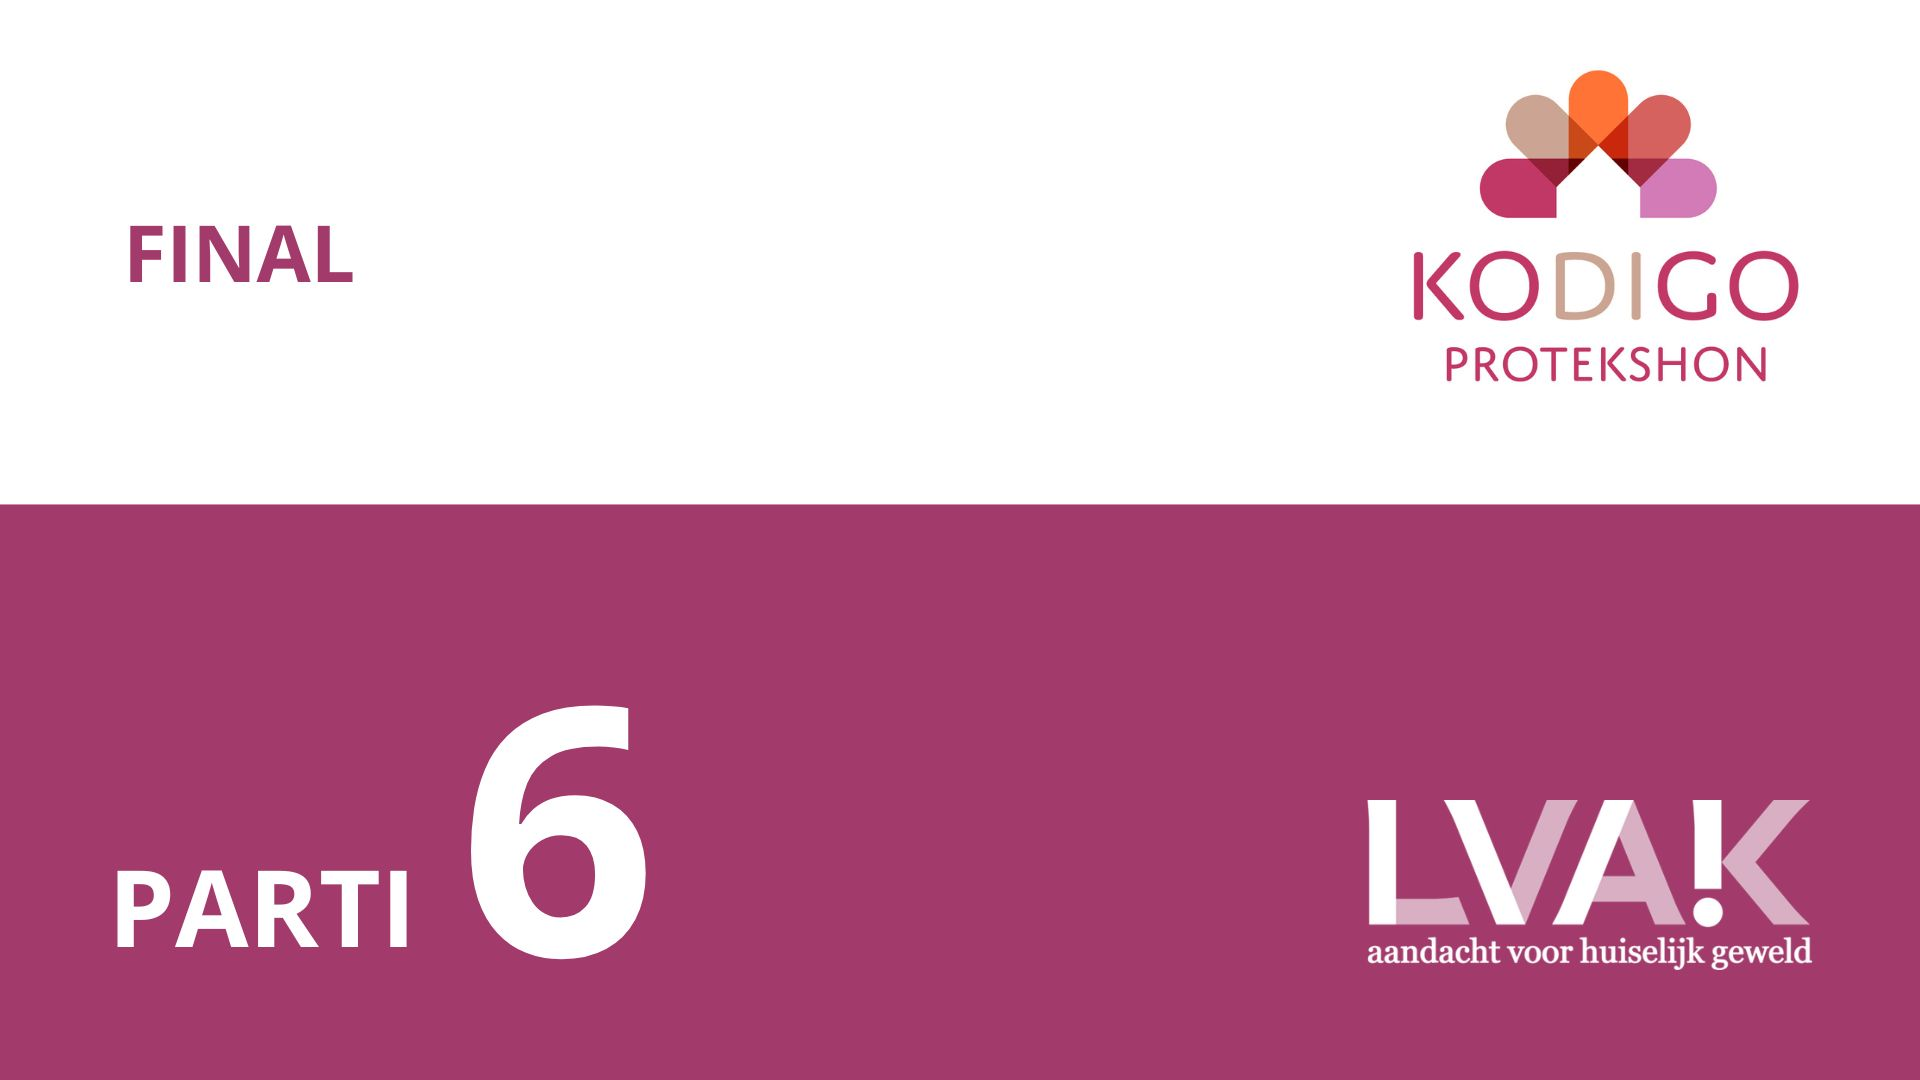 FINAL
KODIGO
PROTEKSHON
PARTI 6
LVAK
aandacht voor huiselijk geweld